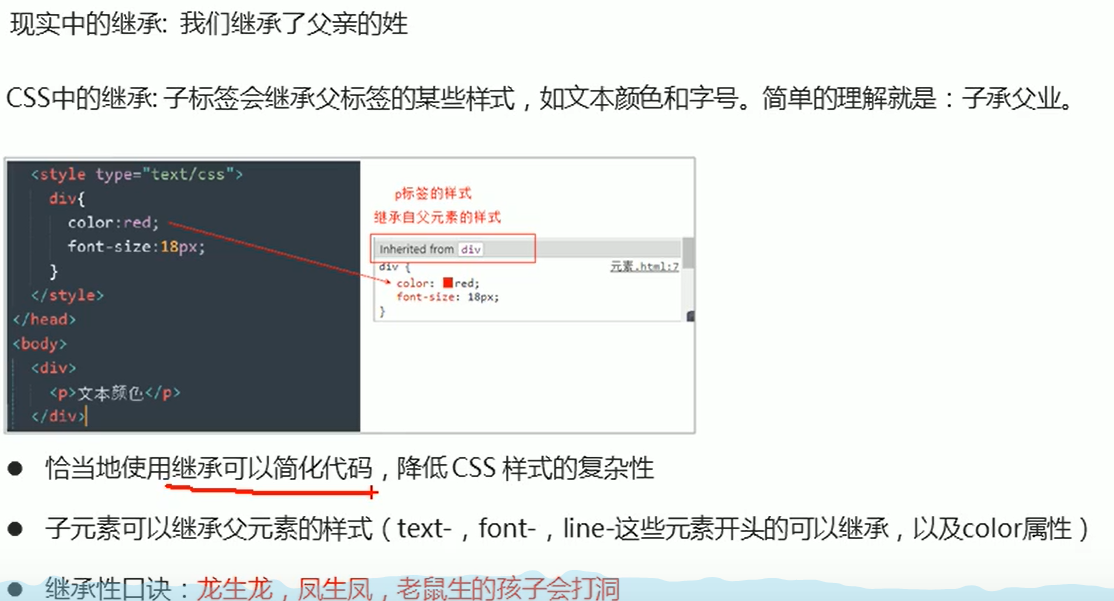 现实中的继承: 我们继承了父亲的姓
CSS中的继承: 子标签会继承父标签的某些样式，如文本颜色和字号。简单的理解就是：子承父业。
<style type="text/css">
div{
color:red;
font-size:18px;
}
</style>
</head>
<body>
<div>
<p>文本颜色</p>
</div>
p标签的样式
继承自父元素的样式
Inherited from div
div {
元素.html:7
color: red;
font-size: 18px;
}
● 恰当地使用继承可以简化代码，降低 CSS 样式的复杂性
● 子元素可以继承父元素的样式（text-，font-，line-这些元素开头的可以继承，以及color属性）
● 继承性口诀：龙生龙，凤生凤，老鼠生的孩子会打洞